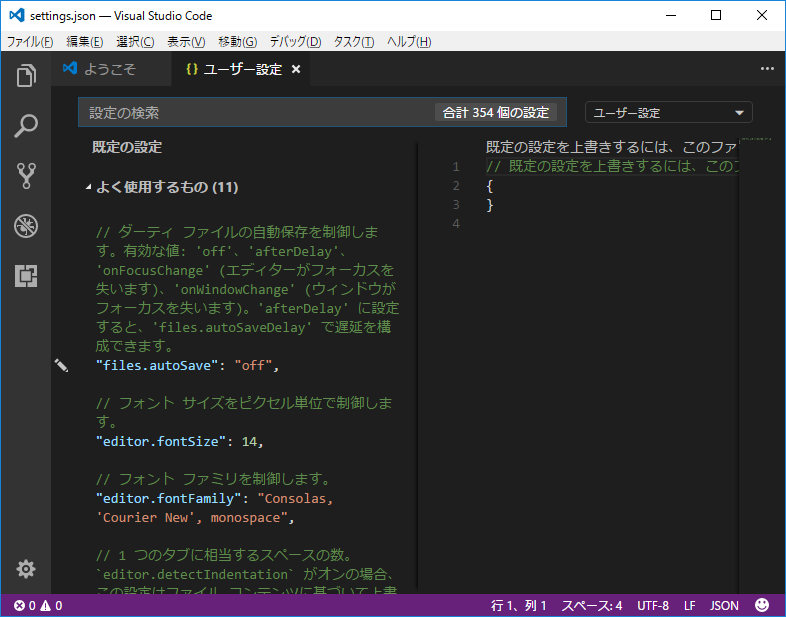 settings.json — Visual Studio Code
ファイル(F) 編集(E) 選択(C) 表示(V) 移動(G) デバッグ(D) タスク(T) ヘルプ(H)
ようこそ
{} ユーザー設定 ×
設定の検索
合計 354 個の設定
ユーザー設定
既定の設定
よく使用するもの (11)
// ダーティ ファイルの自動保存を制御しま
す。有効な値: 'off'、'afterDelay'、
'onFocusChange' (エディターがフォーカスを
失います)、'onWindowChange' (ウィンドウが
フォーカスを失います)。'afterDelay' に設定
すると、'files.autoSaveDelay' で遅延を構
成できます。
"files.autoSave": "off",
// フォント サイズをピクセル単位で制御しま
す。
"editor.fontSize": 14,
// フォント ファミリを制御します。
"editor.fontFamily": "Consolas,
'Courier New', monospace",
// 1 つのタブに相当するスペースの数。
`editor.detectIndentation` がオンの場合、
この設定はファイル コンテンツに基づいて上書
既定の設定を上書きするには、このファ
1 // 既定の設定を上書きするには、このフ
2 {
3 }
4
0 0
行 1、列 1 スペース: 4 UTF-8 LF JSON